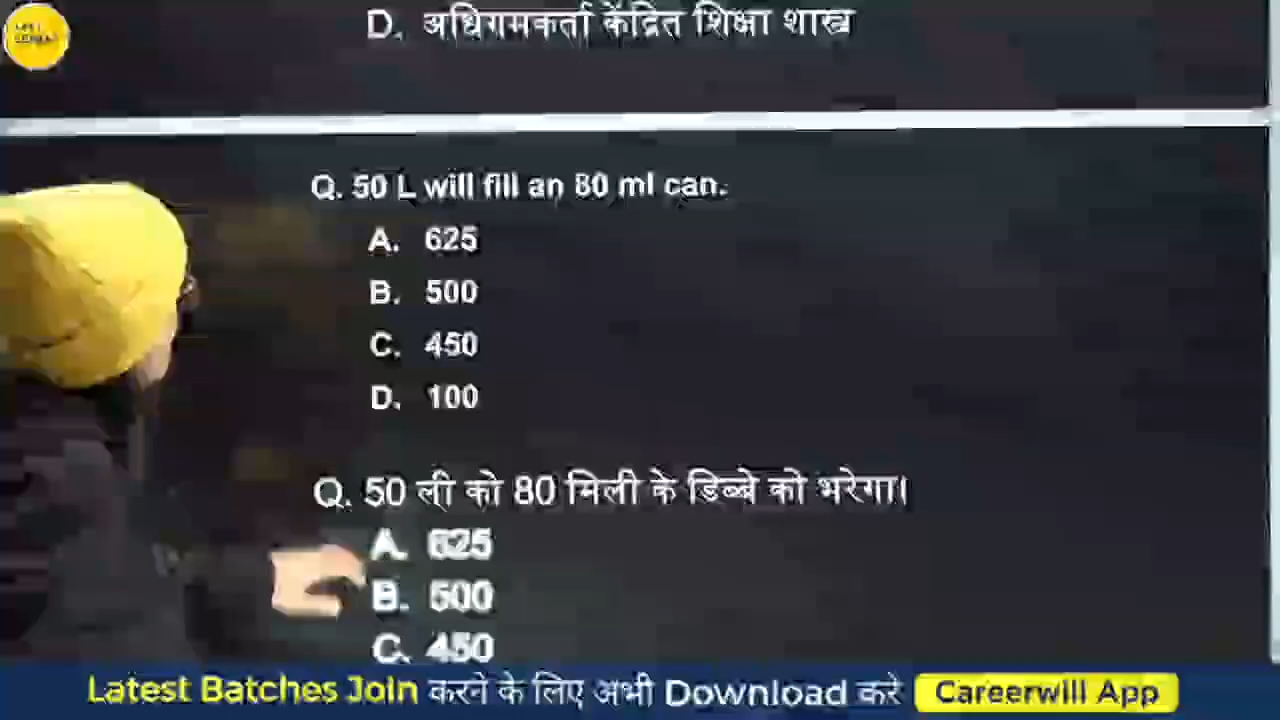 D. अधिगमकर्ता केंद्रित शिक्षा शास्त्र
Q. 50 L will fill an 80 ml can.
A. 625
B. 500
C. 450
D. 100
Q. 50 ली को 80 मिली के डिब्बे को भरेगा।
A. 625
B. 500
C. 450
Latest Batches Join करने के लिए अभी Download करे Careerwill App